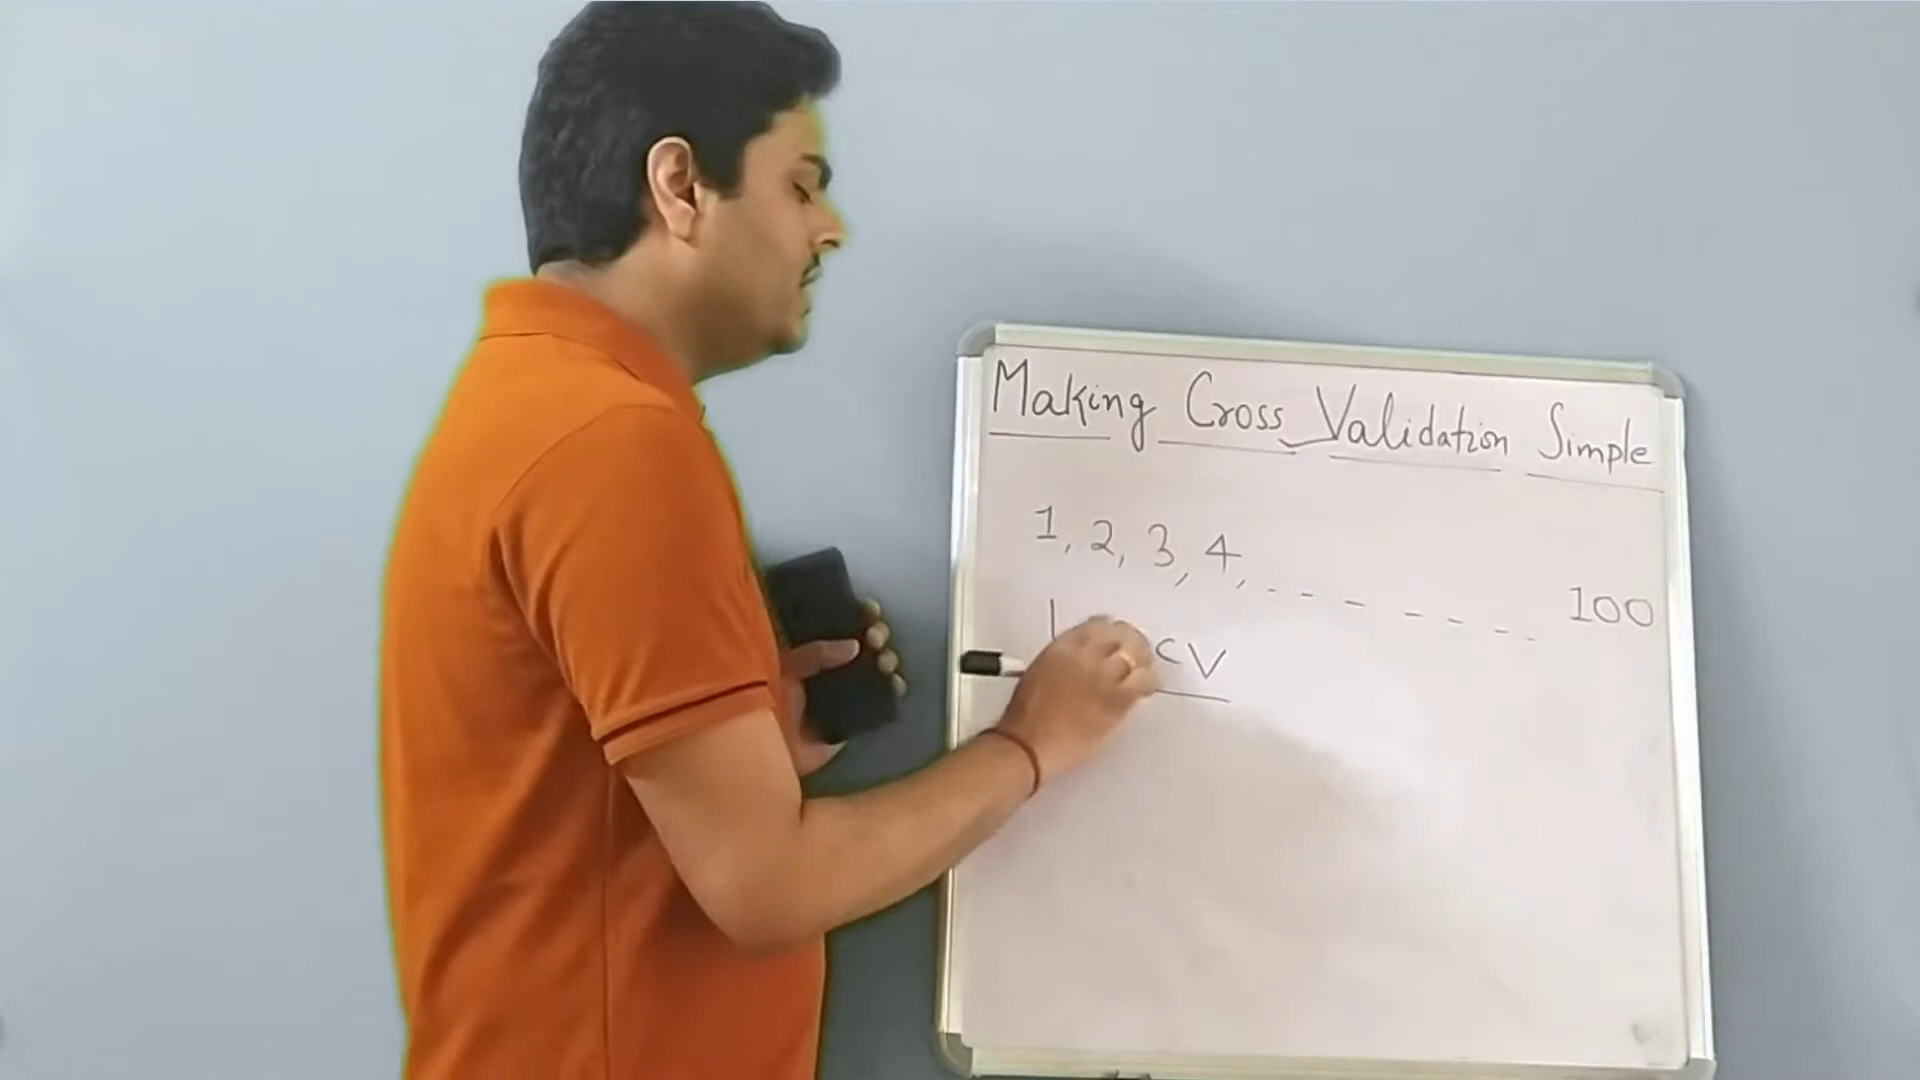 Making Cross Validation Simple
1, 2, 3, 4, - - - - - - - 100
CV